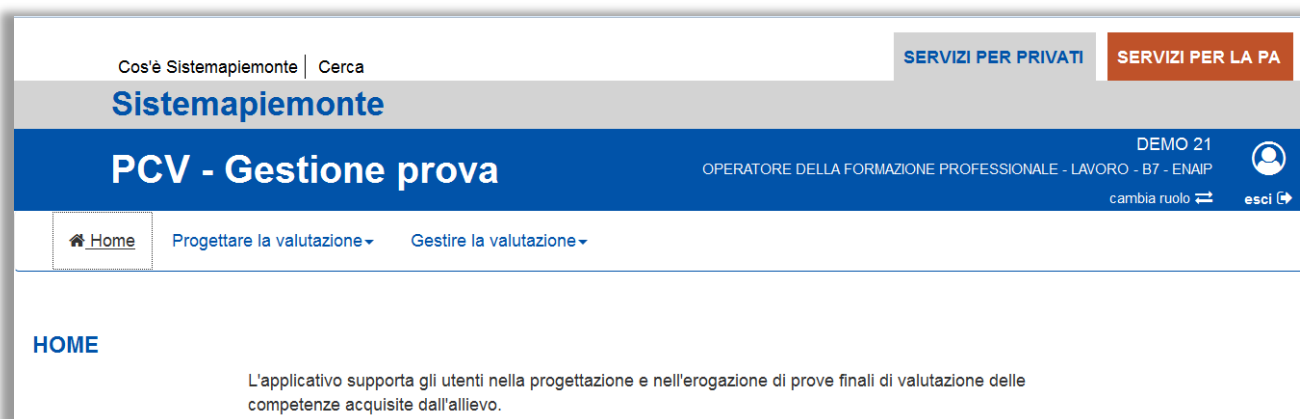 Cos'è Sistemapiemonte | Cerca
SERVIZI PER PRIVATI
SERVIZI PER LA PA
Sistemapiemonte
PCV - Gestione prova
DEMO 21
OPERATORE DELLA FORMAZIONE PROFESSIONALE - LAVORO - B7 - ENAIP
cambia ruolo
esci
Home
Progettare la valutazione
Gestire la valutazione
HOME
L'applicativo supporta gli utenti nella progettazione e nell'erogazione di prove finali di valutazione delle
competenze acquisite dall'allievo.